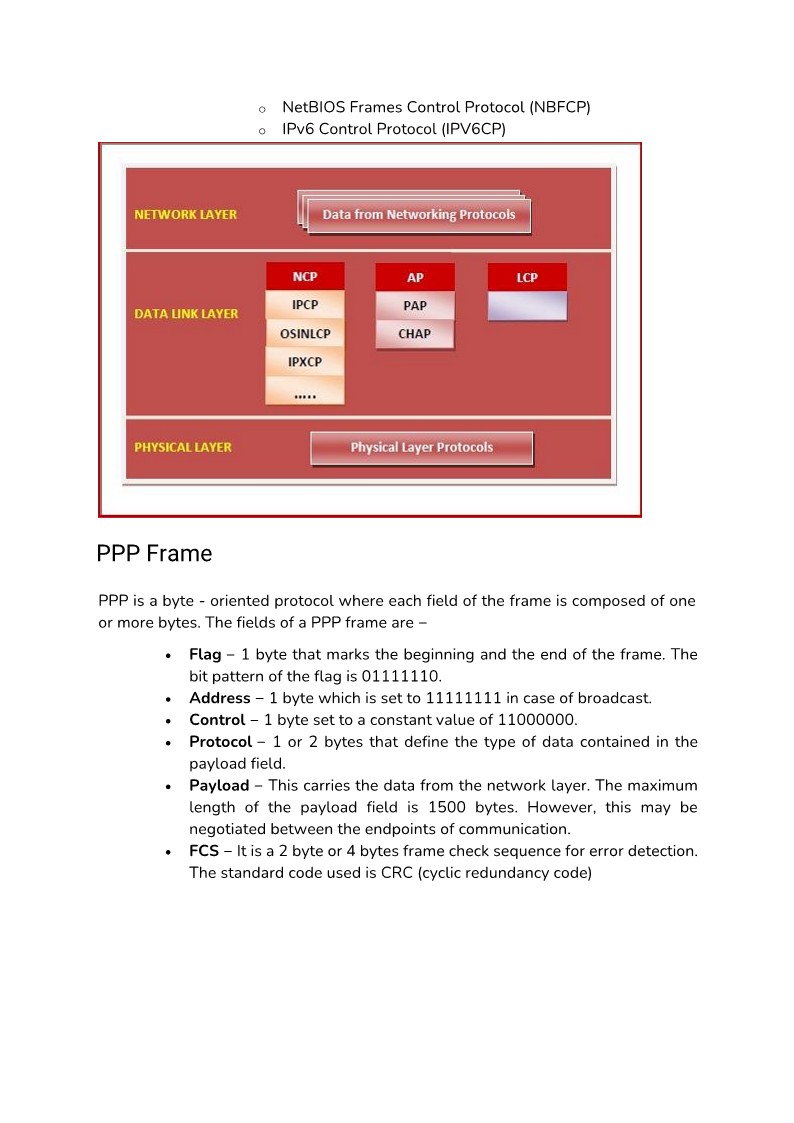 ○ NetBIOS Frames Control Protocol (NBFCP)
○ IPv6 Control Protocol (IPV6CP)
NETWORK LAYER
Data from Networking Protocols
DATA LINK LAYER
NCP
IPCP
OSINLCP
IPXCP
.....
AP
PAP
CHAP
LCP
PHYSICAL LAYER
Physical Layer Protocols
PPP Frame
PPP is a byte - oriented protocol where each field of the frame is composed of one
or more bytes. The fields of a PPP frame are −
• Flag − 1 byte that marks the beginning and the end of the frame. The
bit pattern of the flag is 01111110.
• Address − 1 byte which is set to 11111111 in case of broadcast.
• Control − 1 byte set to a constant value of 11000000.
• Protocol − 1 or 2 bytes that define the type of data contained in the
payload field.
• Payload − This carries the data from the network layer. The maximum
length of the payload field is 1500 bytes. However, this may be
negotiated between the endpoints of communication.
• FCS − It is a 2 byte or 4 bytes frame check sequence for error detection.
The standard code used is CRC (cyclic redundancy code)